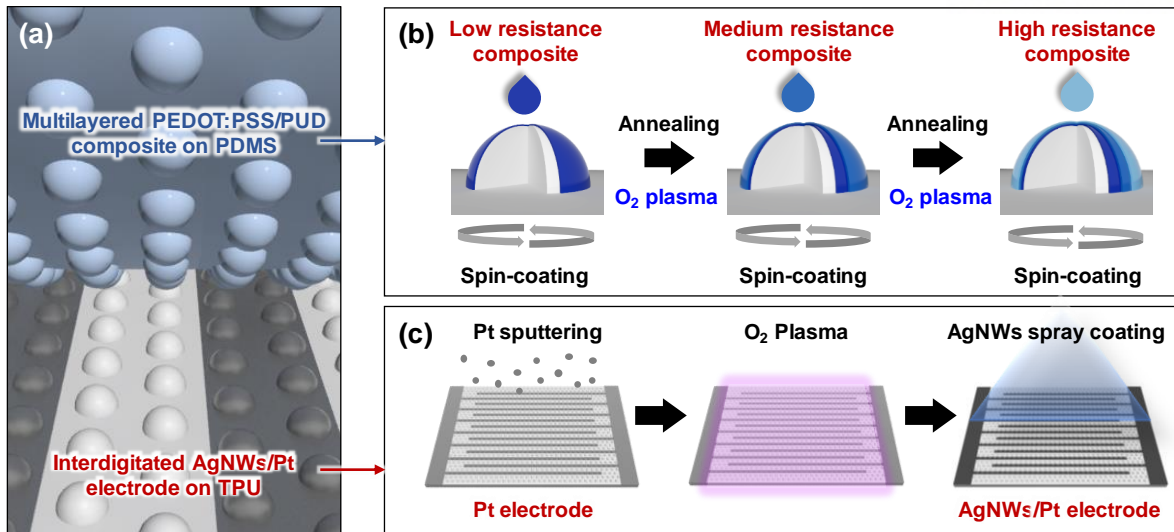 (a)
Multilayered PEDOT:PSS/PUD
composite on PDMS
Interdigitated AgNWs/Pt
electrode on TPU
(b)
Low resistance
composite
Medium resistance
composite
High resistance
composite
Annealing
O₂ plasma
Annealing
O₂ plasma
Spin-coating
Spin-coating
Spin-coating
(c)
Pt sputtering
O₂ Plasma
AgNWs spray coating
Pt electrode
AgNWs/Pt electrode